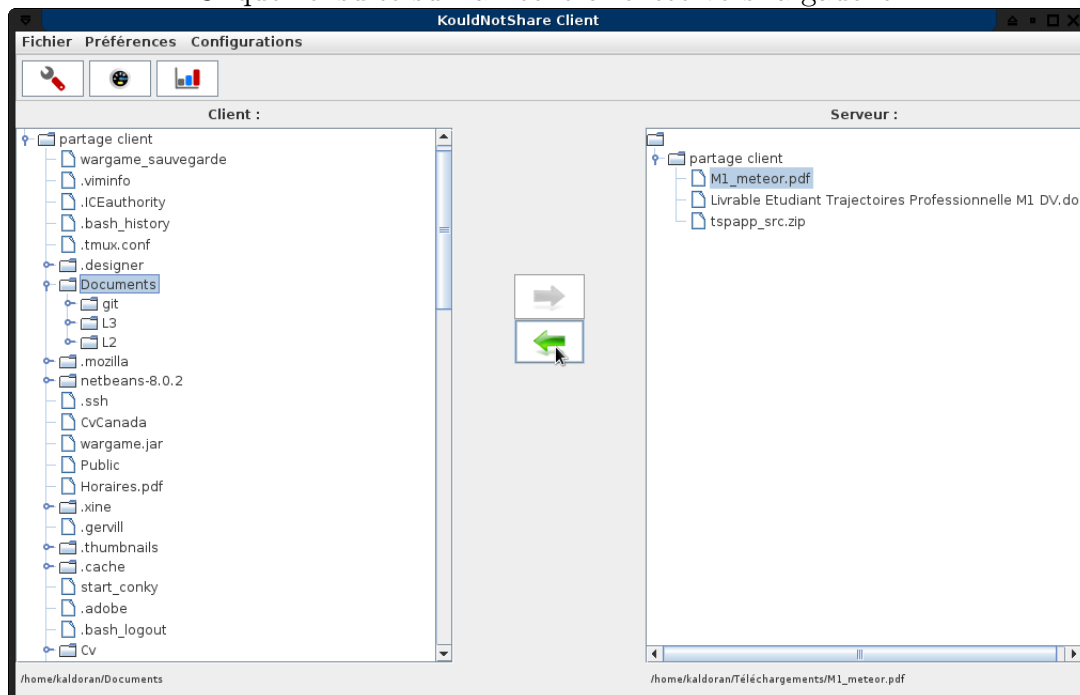 KouldNotShare Client
Fichier Préférences Configurations
Client :
partage client
wargame_sauvegarde
.viminfo
.ICEauthority
.bash_history
.tmux.conf
.designer
Documents
git
L3
L2
.mozilla
netbeans-8.0.2
.ssh
CvCanada
wargame.jar
Public
Horaires.pdf
.xine
.gervill
.thumbnails
.cache
start_conky
.adobe
.bash_logout
Cv
/home/kaldoran/Documents
Serveur :
partage client
M1_meteor.pdf
Livrable Etudiant Trajectoires Professionnelle M1 DV.do
tspapp_src.zip
/home/kaldoran/Téléchargements/M1_meteor.pdf